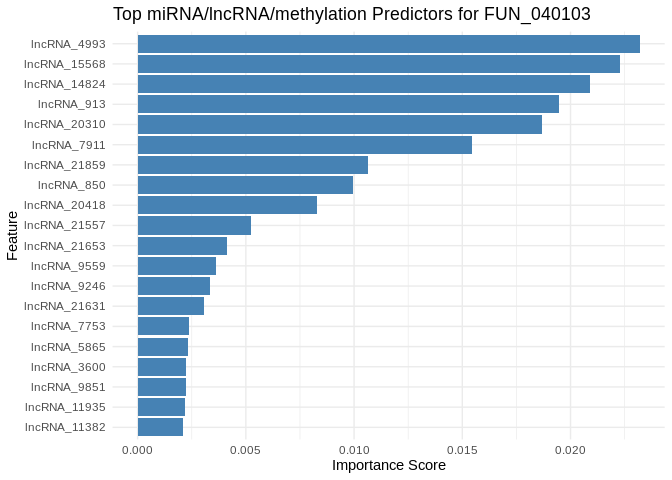 Top miRNA/lncRNA/methylation Predictors for FUN_040103
Feature
lncRNA_4993
lncRNA_15568
lncRNA_14824
lncRNA_913
lncRNA_20310
lncRNA_7911
lncRNA_21859
lncRNA_850
lncRNA_20418
lncRNA_21557
lncRNA_21653
lncRNA_9559
lncRNA_9246
lncRNA_21631
lncRNA_7753
lncRNA_5865
lncRNA_3600
lncRNA_9851
lncRNA_11935
lncRNA_11382
0.000 0.005 0.010 0.015 0.020
Importance Score